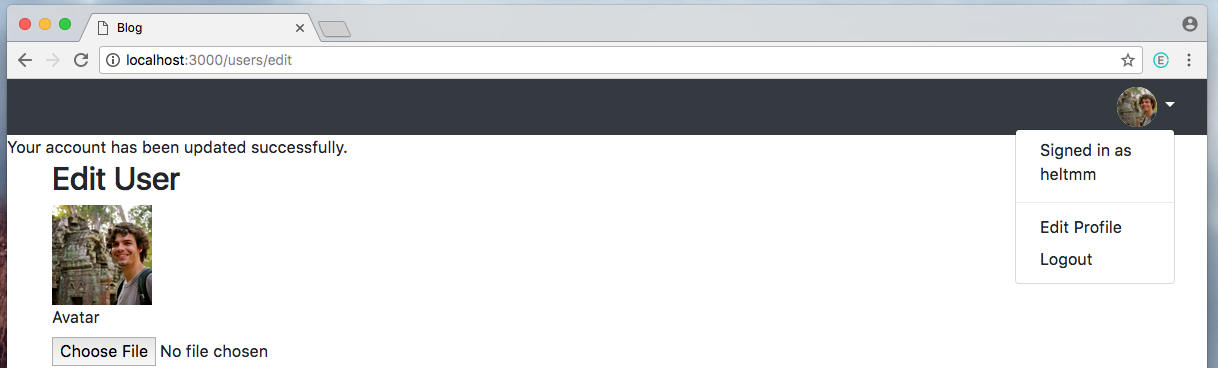 Blog
localhost:3000/users/edit
E
Your account has been updated successfully.
Signed in as
heltmm
Edit Profile
Logout
Edit User
Avatar
Choose File No file chosen